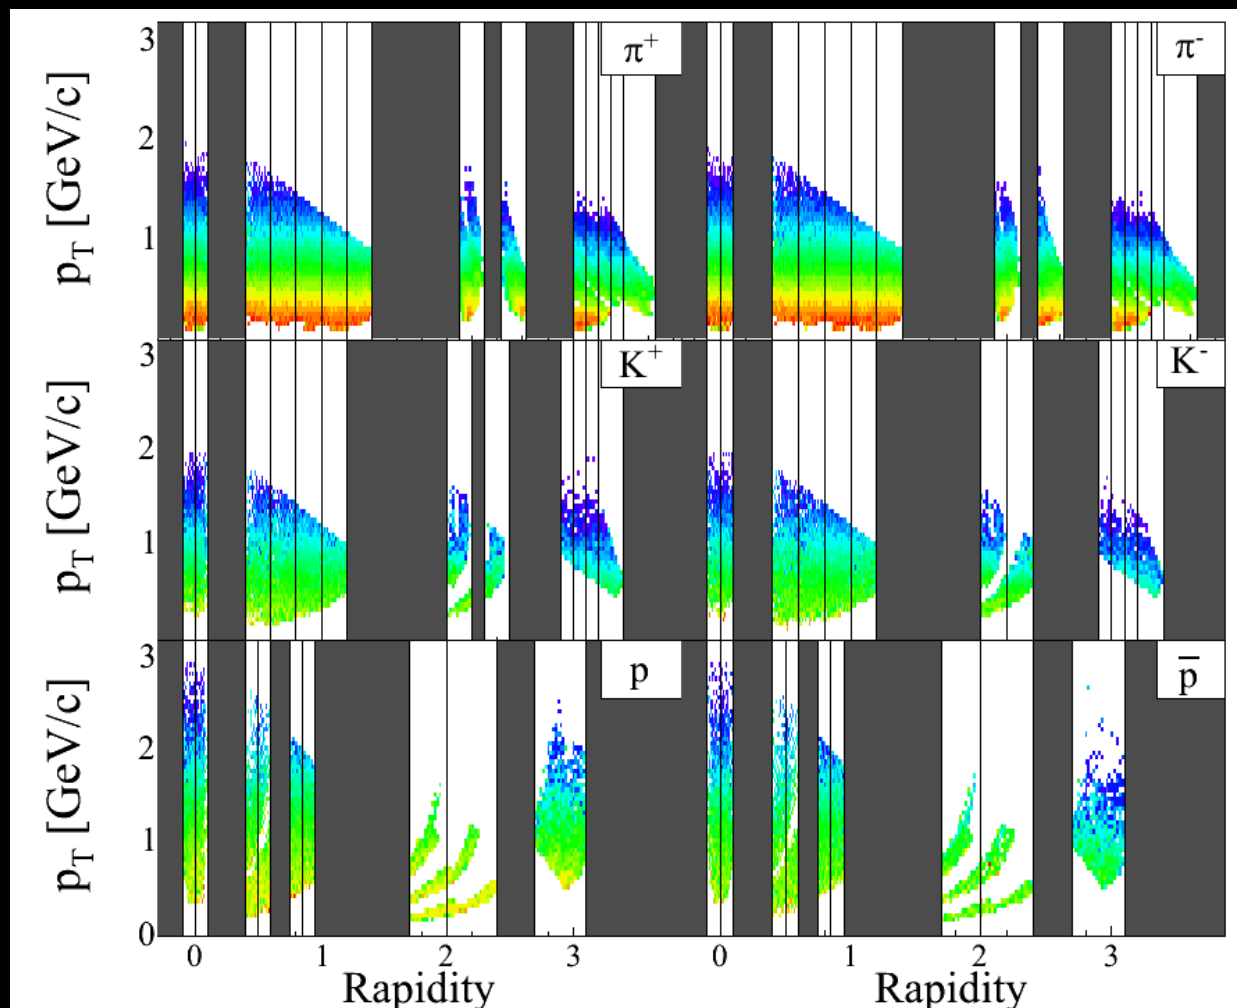 3 π⁺ π⁻
p_T [GeV/c] 2
1
3 K⁺ K⁻
p_T [GeV/c] 2
1
3 p p̅
p_T [GeV/c] 2
1
0
0 1 2 3 0 1 2 3
Rapidity Rapidity